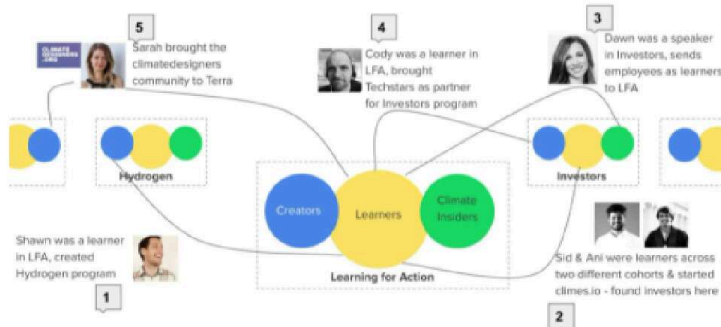 5
CLIMATE
DESIGNERS
.ORG
Sarah brought the
climatedesigners
community to Terra
4
Cody was a learner in
LFA, brought
Techstars as partner
for Investors program
3
Dawn was a speaker
in Investors, sends
employees as learners
to LFA
Hydrogen
Investors
Creators
Learners
Climate
Insiders
Learning for Action
Shawn was a learner
in LFA, created
Hydrogen program
1
Sid & Ani were learners across
two different cohorts & started
climes.io - found investors here
2